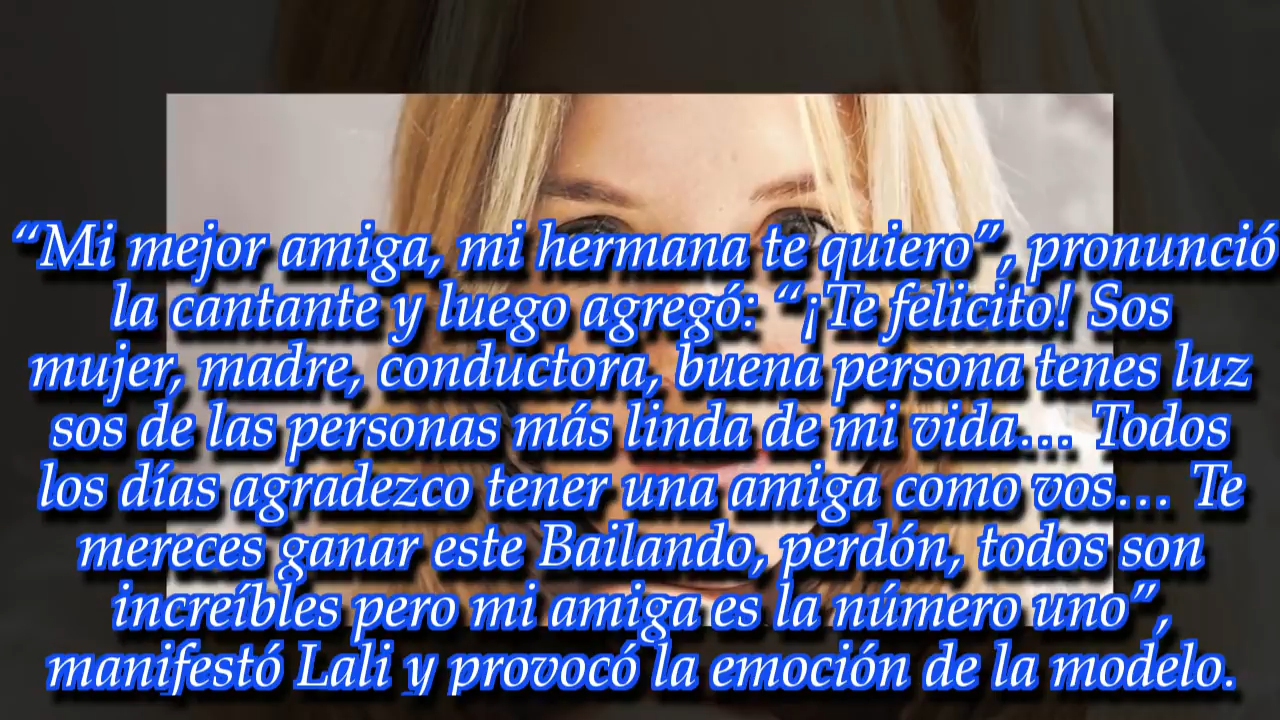 “Mi mejor amiga, mi hermana te quiero”, pronunció
la cantante y luego agregó: “¡Te felicito! Sos
mujer, madre, conductora, buena persona tenes luz
sos de las personas más linda de mi vida… Todos
los días agradezco tener una amiga como vos… Te
mereces ganar este Bailando, perdón, todos son
increíbles pero mi amiga es la número uno”,
manifestó Lali y provocó la emoción de la modelo.